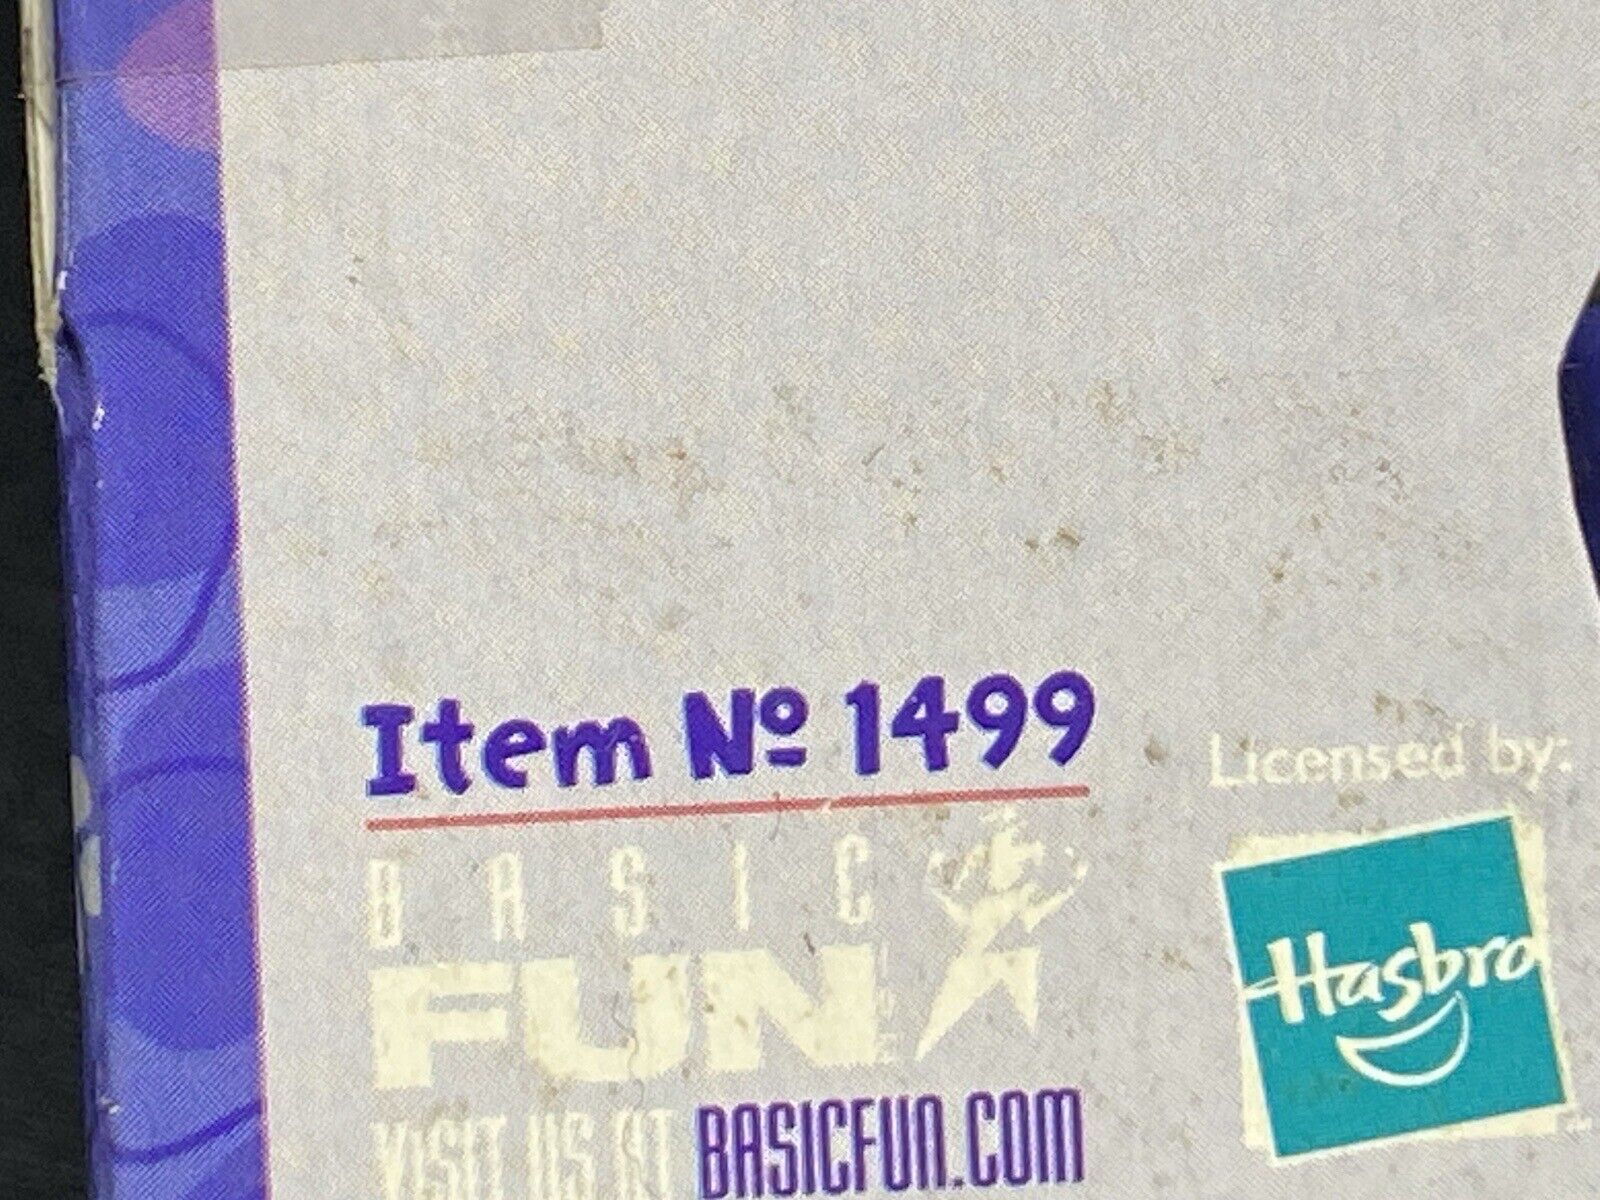 Item Nº 1499
Licensed by:
BASIC
FUN
Hasbro
VISIT US AT BASICFUN.COM